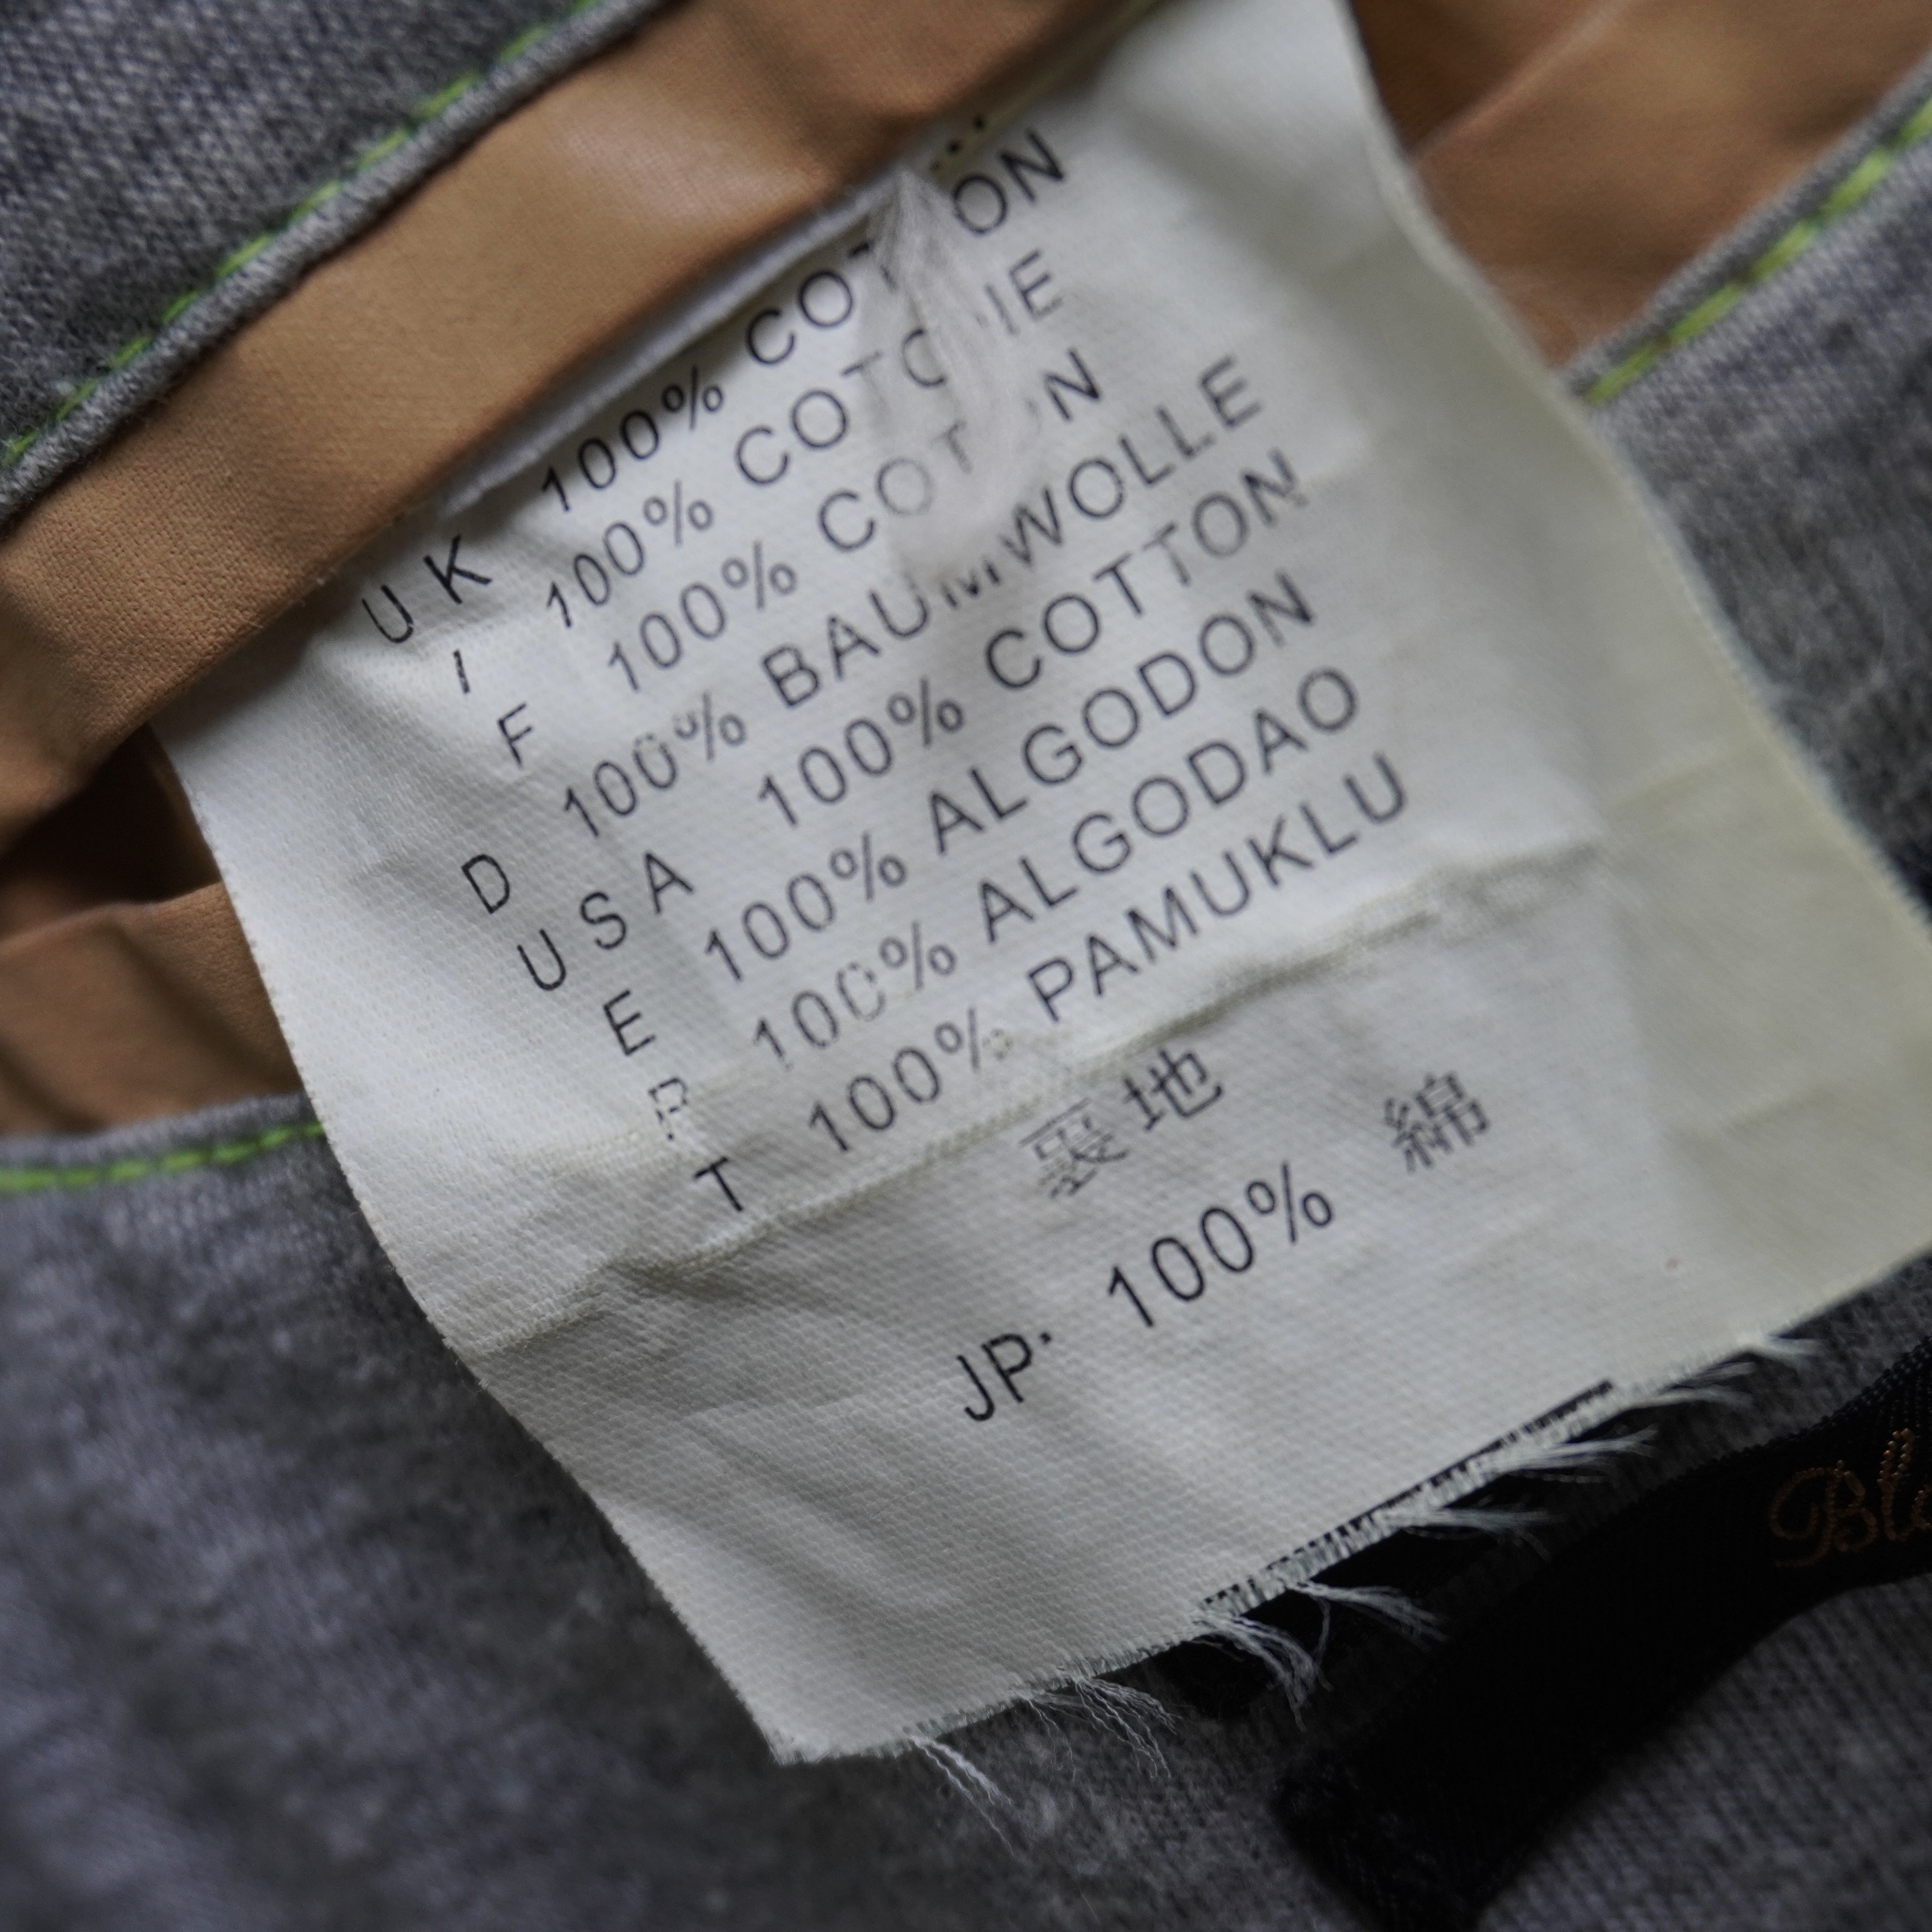 UK 100% COTTON
I 100% COTONE
F 100% COTON
D 100% BAUMWOLLE
USA 100% COTTON
E 100% ALGODON
P 100% ALGODAO
T 100% PAMUKLU
裏地
JP· 100% 綿